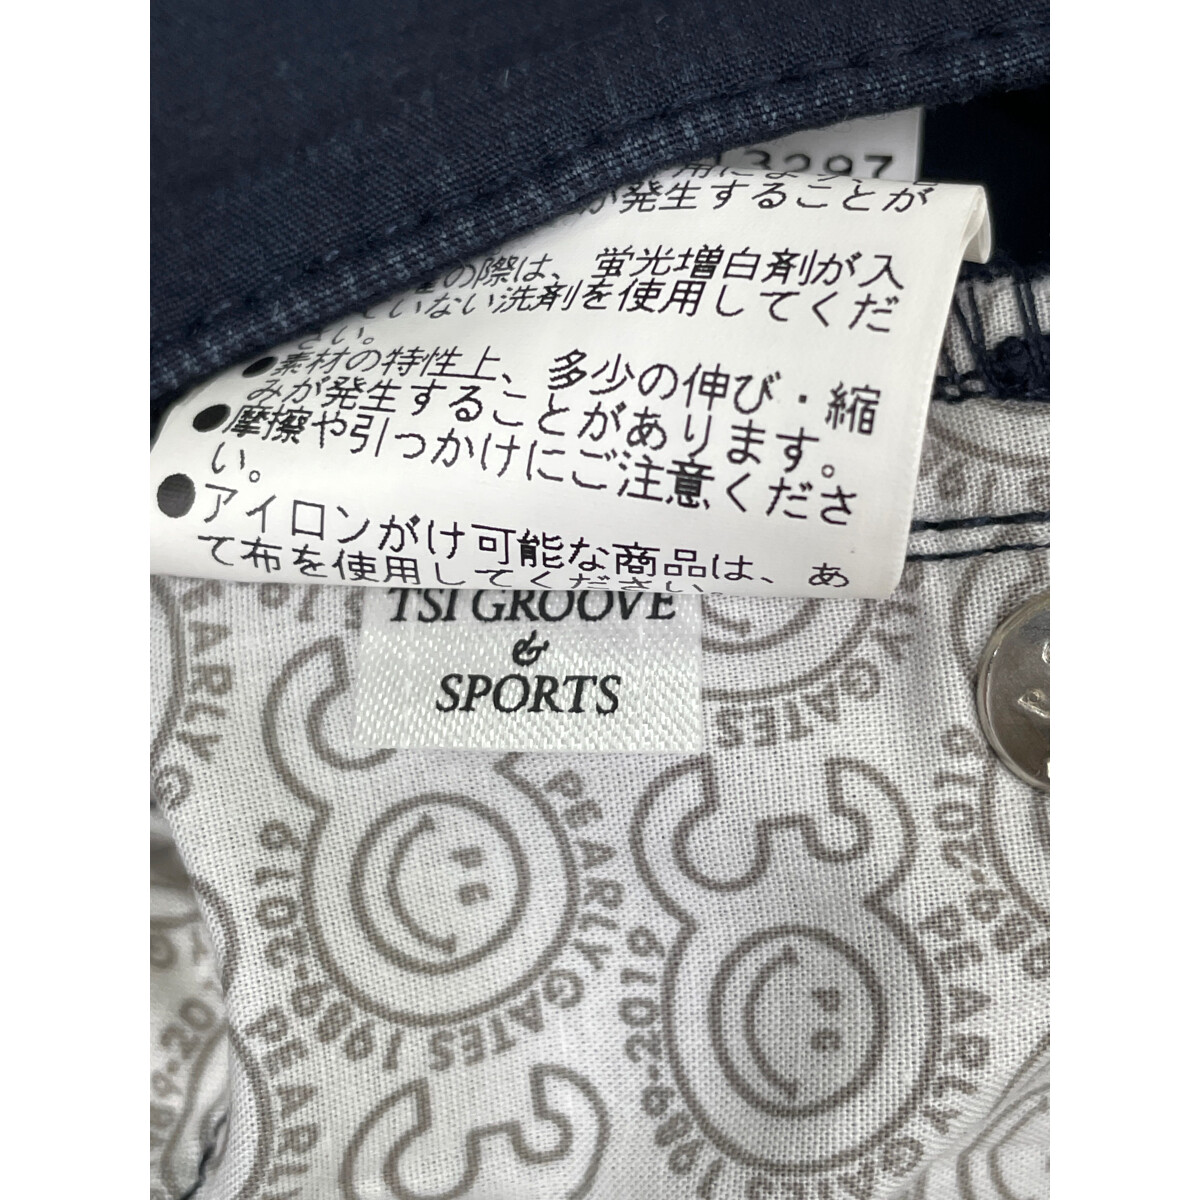 3297
発生することが
の際は、蛍光増白剤が入
ていない洗剤を使用してくだ
さい。
●素材の特性上、多少の伸び・縮
みが発生することがあります。
●摩擦や引っかけにご注意くださ
い。
●アイロンがけ可能な商品は、あ
て布を使用してください。
TSI GROOVE
&
SPORTS
PEARLY GATES 1989-2019
PEARLY
GATES
1989-2019
PEARLY